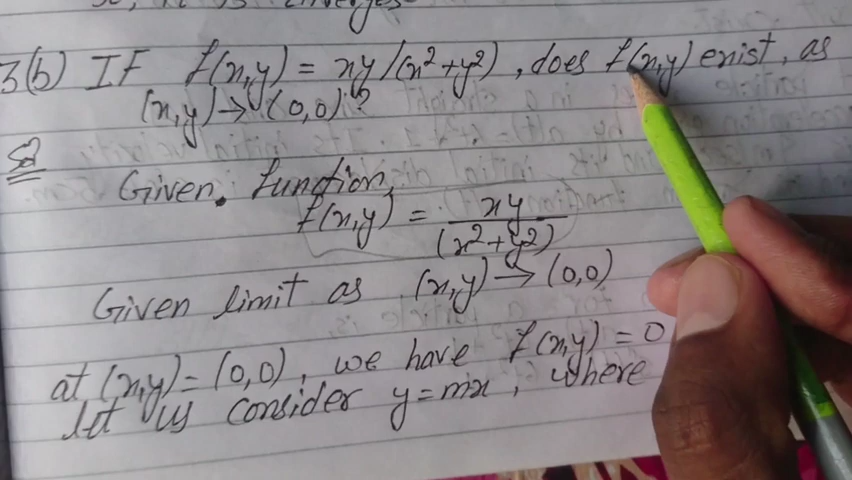 3(b) IF f(x,y) = xy/(x²+y²), does f(x,y) exist, as
(x,y) → (0,0)?
Given. function,
f(x,y) = xy / (x²+y²)
Given limit as (x,y) → (0,0)
at (x,y) = (0,0), we have f(x,y) = 0
let us consider y = mx, where